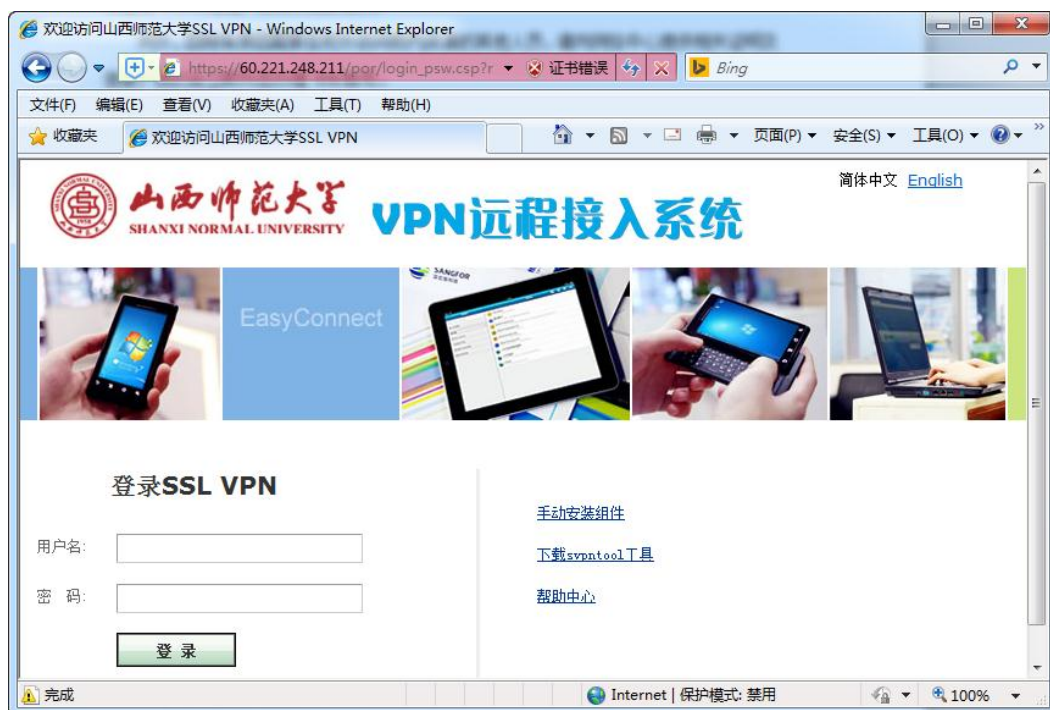 欢迎访问山西师范大学SSL VPN - Windows Internet Explorer
https://60.221.248.211/por/login_psw.csp?r 证书错误 Bing
文件(F) 编辑(E) 查看(V) 收藏夹(A) 工具(T) 帮助(H)
收藏夹 欢迎访问山西师范大学SSL VPN 页面(P) 安全(S) 工具(O)
简体中文 English
山西师范大学
SHANXI NORMAL UNIVERSITY
VPN远程接入系统
SANGFOR
EasyConnect
登录SSL VPN
用户名:
密 码:
登 录
手动安装组件
下载svpntool工具
帮助中心
完成 Internet | 保护模式: 禁用 100%